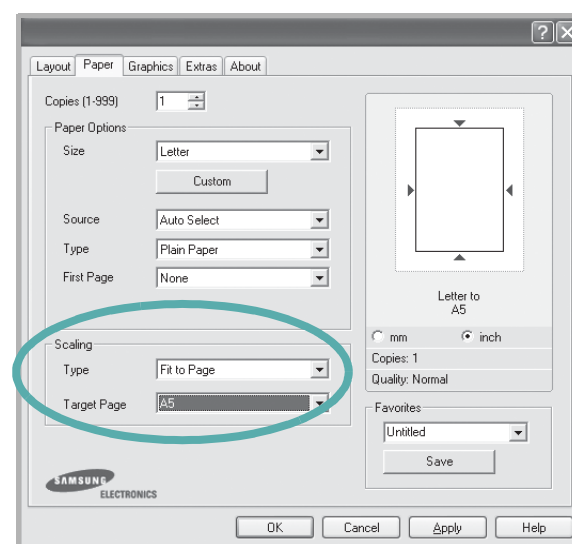 Layout Paper Graphics Extras About
Copies (1-999) 1
Paper Options
Size Letter
Custom
Source Auto Select
Type Plain Paper
First Page None
Letter to
A5
mm inch
Copies: 1
Quality: Normal
Scaling
Type Fit to Page
Target Page A5
Favorites
Untitled
Save
SAMSUNG
ELECTRONICS
OK Cancel Apply Help